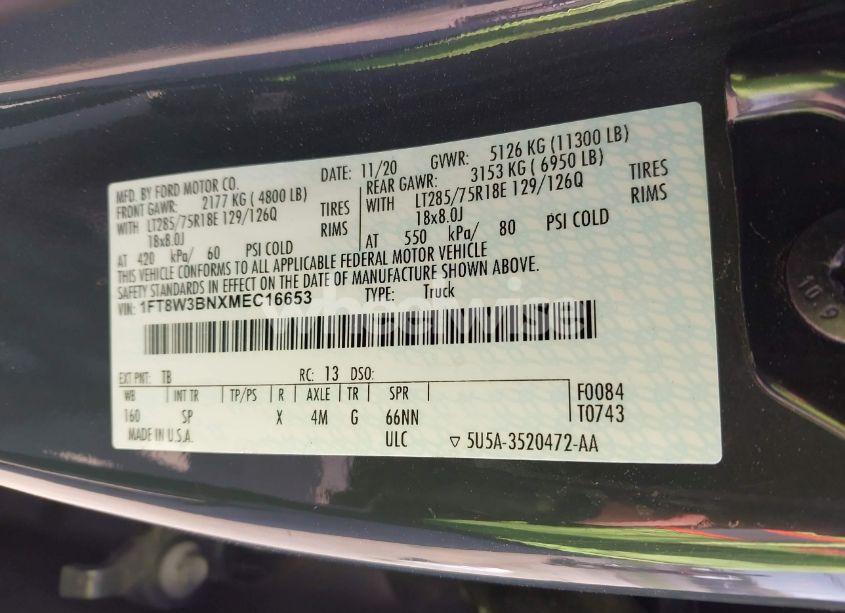 MFD. BY FORD MOTOR CO. DATE: 11/20 GVWR: 5126 KG (11300 LB)
FRONT GAWR: 2177 KG ( 4800 LB) REAR GAWR: 3153 KG ( 6950 LB)
WITH LT285/75R18E 129/126Q TIRES WITH LT285/75R18E 129/126Q TIRES
18x8.0J RIMS 18x8.0J RIMS
AT 420 kPa/ 60 PSI COLD AT 550 kPa/ 80 PSI COLD
THIS VEHICLE CONFORMS TO ALL APPLICABLE FEDERAL MOTOR VEHICLE
SAFETY STANDARDS IN EFFECT ON THE DATE OF MANUFACTURE SHOWN ABOVE.
VIN: 1FT8W3BNXMEC16653 TYPE: Truck
wheelwise
EXT PNT: TB RC: 13 DSO:
WB INT TR TP/PS R AXLE TR SPR F0084
160 SP X 4M G 66NN T0743
MADE IN U.S.A. ULC ▽ 5U5A-3520472-AA
10.9